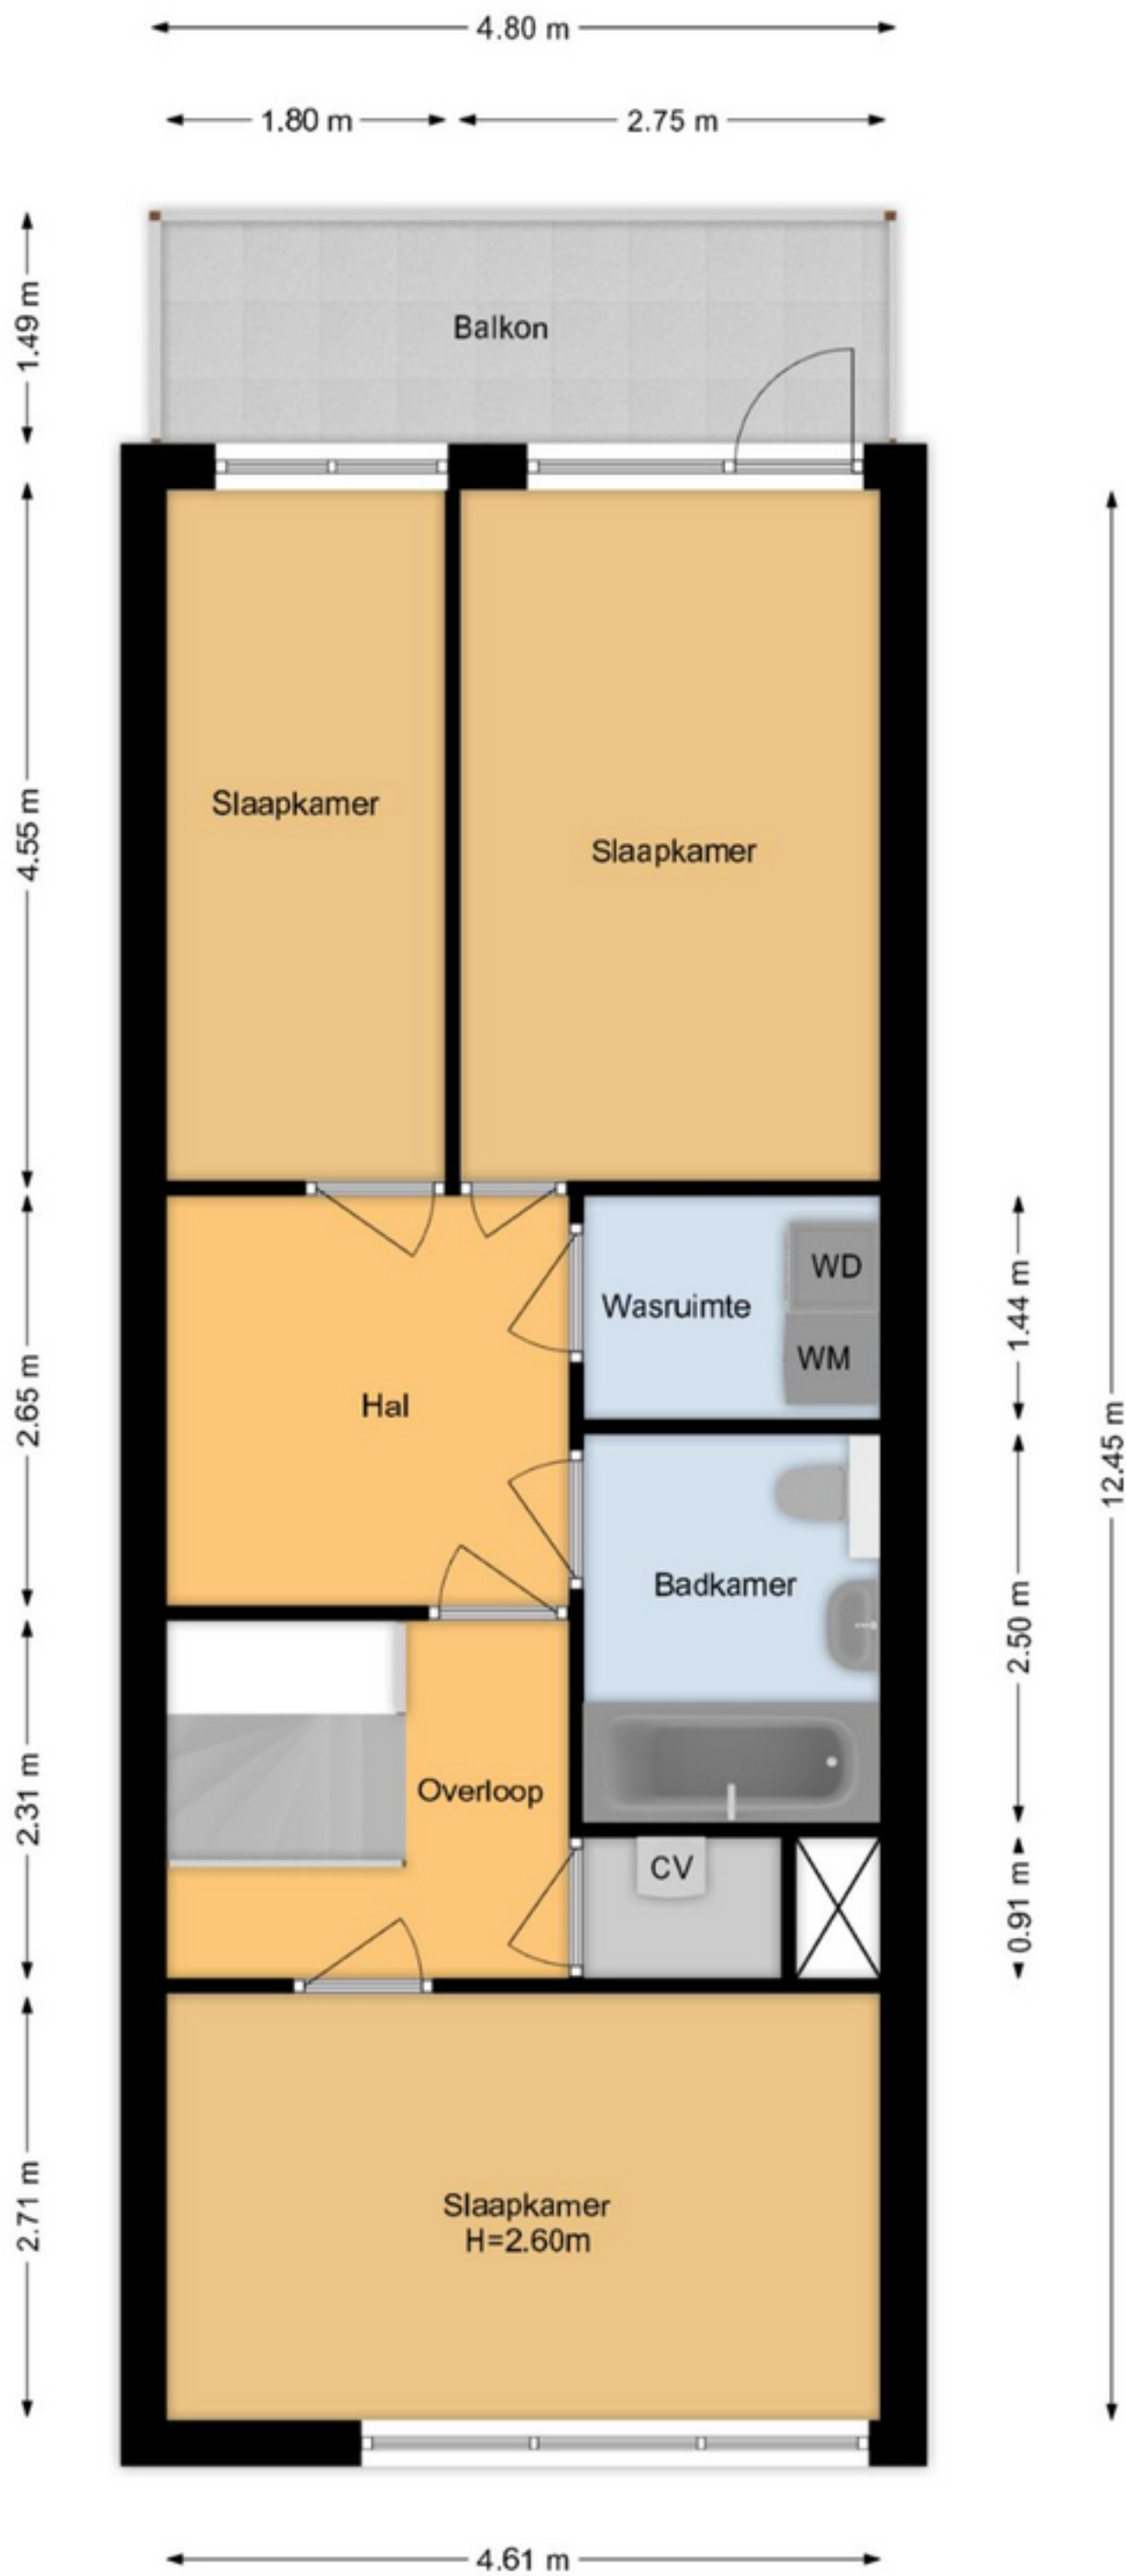 4.80 m
1.80 m
2.75 m
1.49 m
Balkon
4.55 m
Slaapkamer
Slaapkamer
12.45 m
2.65 m
Hal
Wasruimte
WD
WM
1.44 m
Badkamer
2.50 m
2.31 m
Overloop
CV
0.91 m
2.71 m
Slaapkamer
H=2.60m
4.61 m